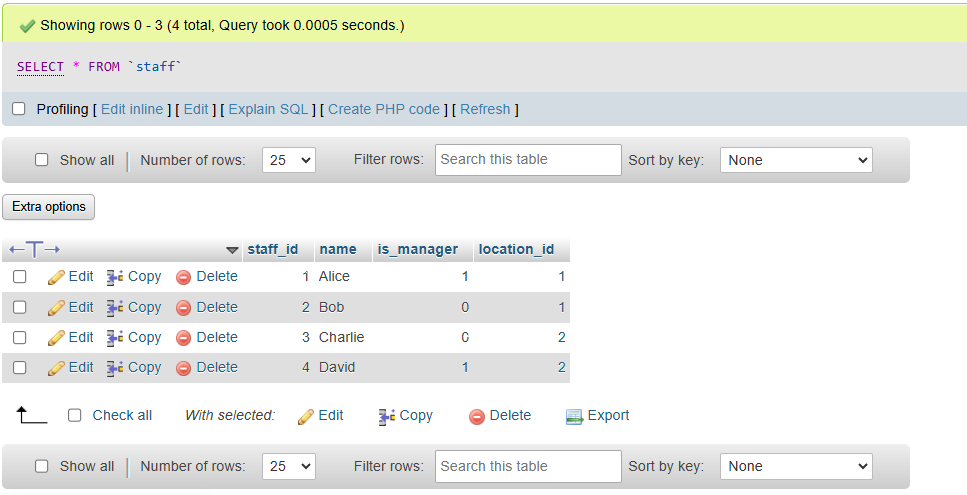 Showing rows 0 - 3 (4 total, Query took 0.0005 seconds.)
SELECT * FROM `staff`
Profiling [ Edit inline ] [ Edit ] [ Explain SQL ] [ Create PHP code ] [ Refresh ]
Show all | Number of rows: 25 Filter rows: Search this table Sort by key: None
Extra options
staff_id name is_manager location_id
Edit Copy Delete 1 Alice 1 1
Edit Copy Delete 2 Bob 0 1
Edit Copy Delete 3 Charlie 0 2
Edit Copy Delete 4 David 1 2
Check all With selected: Edit Copy Delete Export
Show all | Number of rows: 25 Filter rows: Search this table Sort by key: None